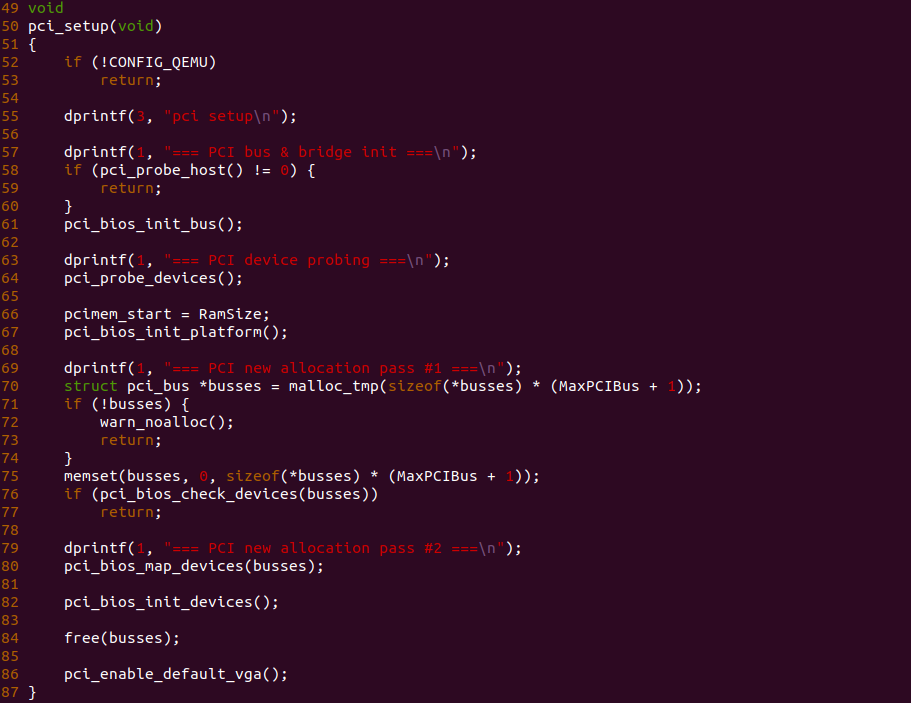 49 void
50 pci_setup(void)
51 {
52     if (!CONFIG_QEMU)
53         return;
54
55     dprintf(3, "pci setup\n");
56
57     dprintf(1, "=== PCI bus & bridge init ===\n");
58     if (pci_probe_host() != 0) {
59         return;
60     }
61     pci_bios_init_bus();
62
63     dprintf(1, "=== PCI device probing ===\n");
64     pci_probe_devices();
65
66     pcimem_start = RamSize;
67     pci_bios_init_platform();
68
69     dprintf(1, "=== PCI new allocation pass #1 ===\n");
70     struct pci_bus *busses = malloc_tmp(sizeof(*busses) * (MaxPCIBus + 1));
71     if (!busses) {
72         warn_noalloc();
73         return;
74     }
75     memset(busses, 0, sizeof(*busses) * (MaxPCIBus + 1));
76     if (pci_bios_check_devices(busses))
77         return;
78
79     dprintf(1, "=== PCI new allocation pass #2 ===\n");
80     pci_bios_map_devices(busses);
81
82     pci_bios_init_devices();
83
84     free(busses);
85
86     pci_enable_default_vga();
87 }